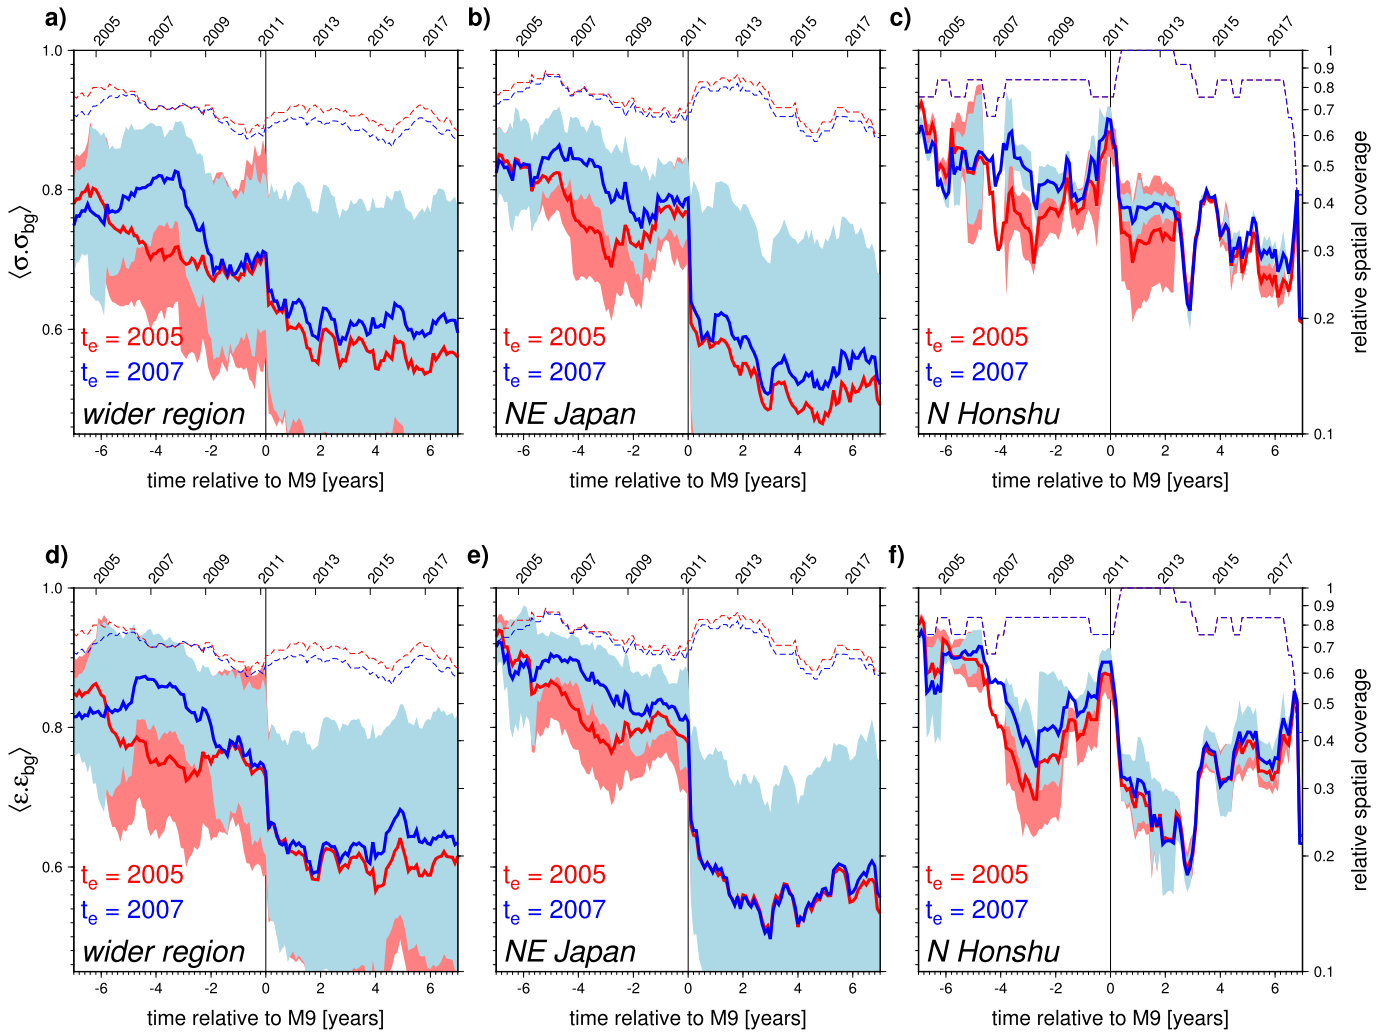 a)
2005 2007 2009 2011 2013 2015 2017
1.0
0.8
0.6
⟨σ.σbg⟩
te = 2005
te = 2007
wider region
-6 -4 -2 0 2 4 6
time relative to M9 [years]
b)
2005 2007 2009 2011 2013 2015 2017
te = 2005
te = 2007
NE Japan
-6 -4 -2 0 2 4 6
time relative to M9 [years]
c)
2005 2007 2009 2011 2013 2015 2017
1
0.9
0.8
0.7
0.6
0.5
0.4
0.3
0.2
0.1
relative spatial coverage
te = 2005
te = 2007
N Honshu
-6 -4 -2 0 2 4 6
time relative to M9 [years]
d)
2005 2007 2009 2011 2013 2015 2017
1.0
0.8
0.6
⟨ε.εbg⟩
te = 2005
te = 2007
wider region
-6 -4 -2 0 2 4 6
time relative to M9 [years]
e)
2005 2007 2009 2011 2013 2015 2017
te = 2005
te = 2007
NE Japan
-6 -4 -2 0 2 4 6
time relative to M9 [years]
f)
2005 2007 2009 2011 2013 2015 2017
1
0.9
0.8
0.7
0.6
0.5
0.4
0.3
0.2
0.1
relative spatial coverage
te = 2005
te = 2007
N Honshu
-6 -4 -2 0 2 4 6
time relative to M9 [years]